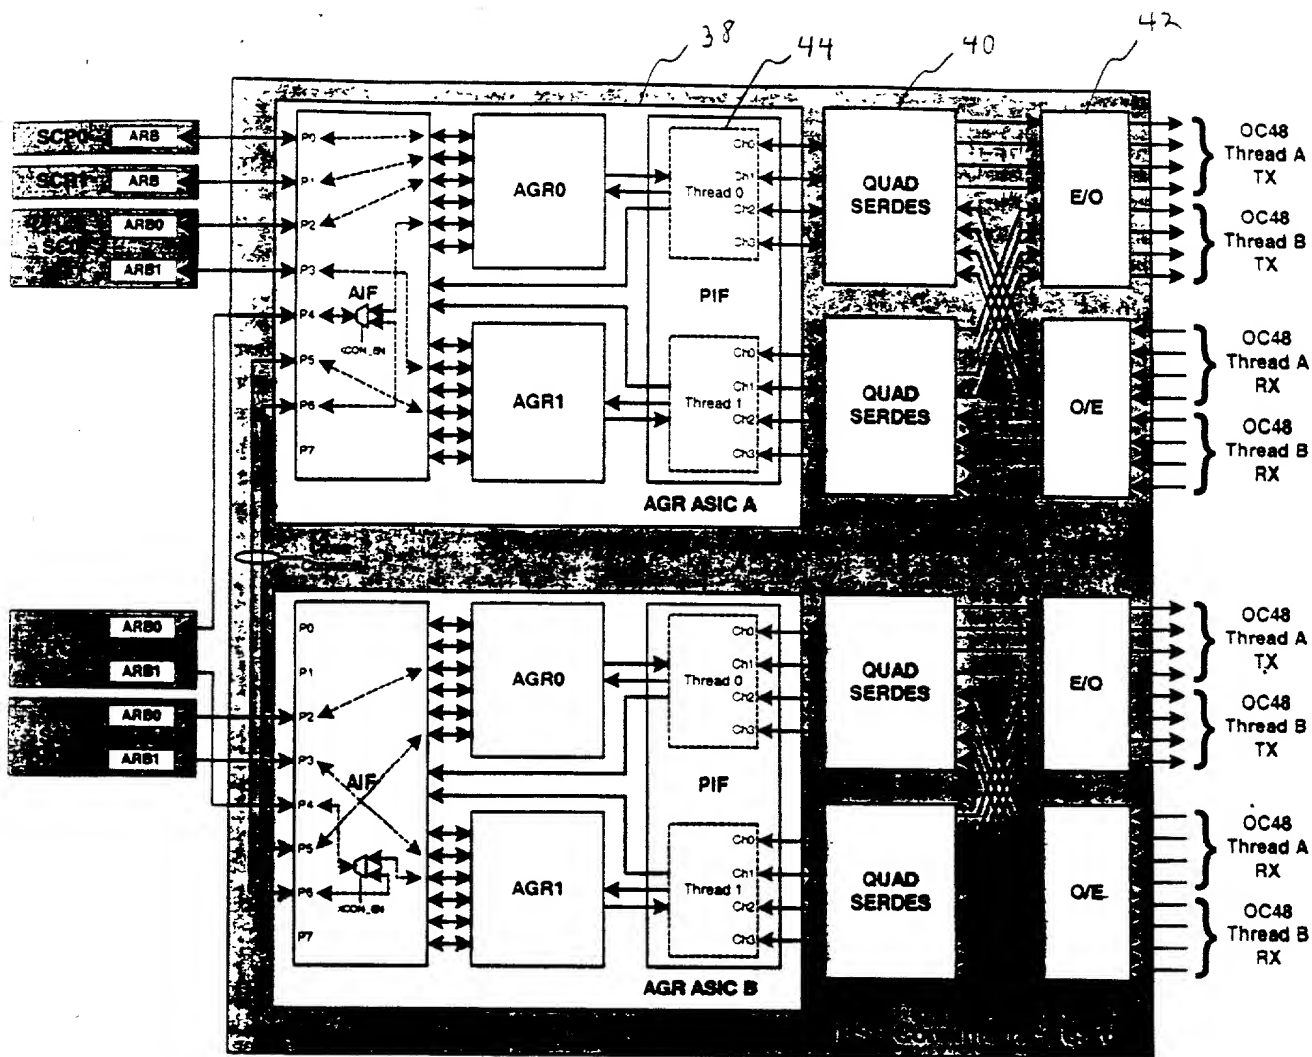 38
44
40
42
SCP0 ARB
SCP1 ARB
ARB0
ARB1
P0
P1
P2
P3
P4
P5
P6
P7
AIF
XCON_EN
AGR0
AGR1
Thread 0
Ch0
Ch1
Ch2
Ch3
PIF
Thread 1
Ch0
Ch1
Ch2
Ch3
AGR ASIC A
QUAD
SERDES
QUAD
SERDES
E/O
O/E
OC48
Thread A
TX
OC48
Thread B
TX
OC48
Thread A
RX
OC48
Thread B
RX
ARB0
ARB1
ARB0
ARB1
P0
P1
P2
P3
P4
P5
P6
P7
AIF
XCON_EN
AGR0
AGR1
Thread 0
Ch0
Ch1
Ch2
Ch3
PIF
Thread 1
Ch0
Ch1
Ch2
Ch3
AGR ASIC B
QUAD
SERDES
QUAD
SERDES
E/O
O/E
OC48
Thread A
TX
OC48
Thread B
TX
OC48
Thread A
RX
OC48
Thread B
RX